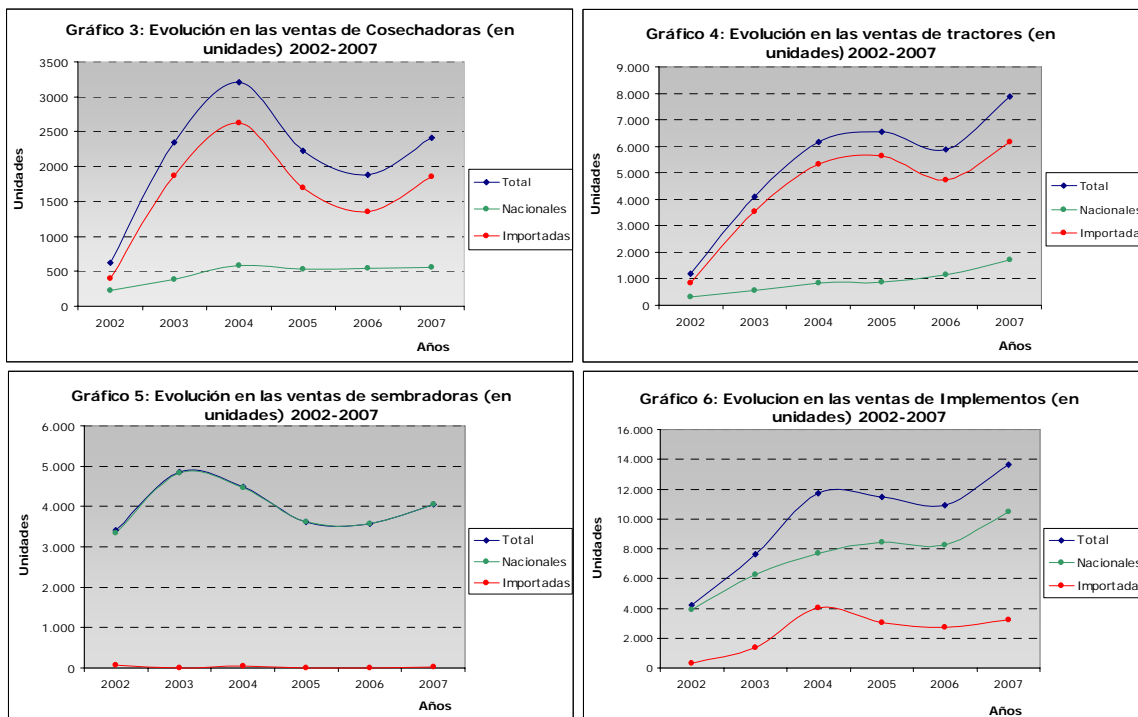 Gráfico 3: Evolución en las ventas de Cosechadoras (en
unidades) 2002-2007
3500
3000
2500
2000
1500
1000
500
0
Unidades
2002 2003 2004 2005 2006 2007
Años
Total
Nacionales
Importadas
Gráfico 4: Evolución en las ventas de tractores (en
unidades) 2002-2007
9.000
8.000
7.000
6.000
5.000
4.000
3.000
2.000
1.000
0
Unidades
2002 2003 2004 2005 2006 2007
Años
Total
Nacionales
Importadas
Gráfico 5: Evolución en las ventas de sembradoras (en
unidades) 2002-2007
6.000
5.000
4.000
3.000
2.000
1.000
0
Unidades
2002 2003 2004 2005 2006 2007
Años
Total
Nacionales
Importadas
Gráfico 6: Evolucion en las ventas de Implementos (en
unidades) 2002-2007
16.000
14.000
12.000
10.000
8.000
6.000
4.000
2.000
0
Unidades
2002 2003 2004 2005 2006 2007
Años
Total
Nacionales
Importadas